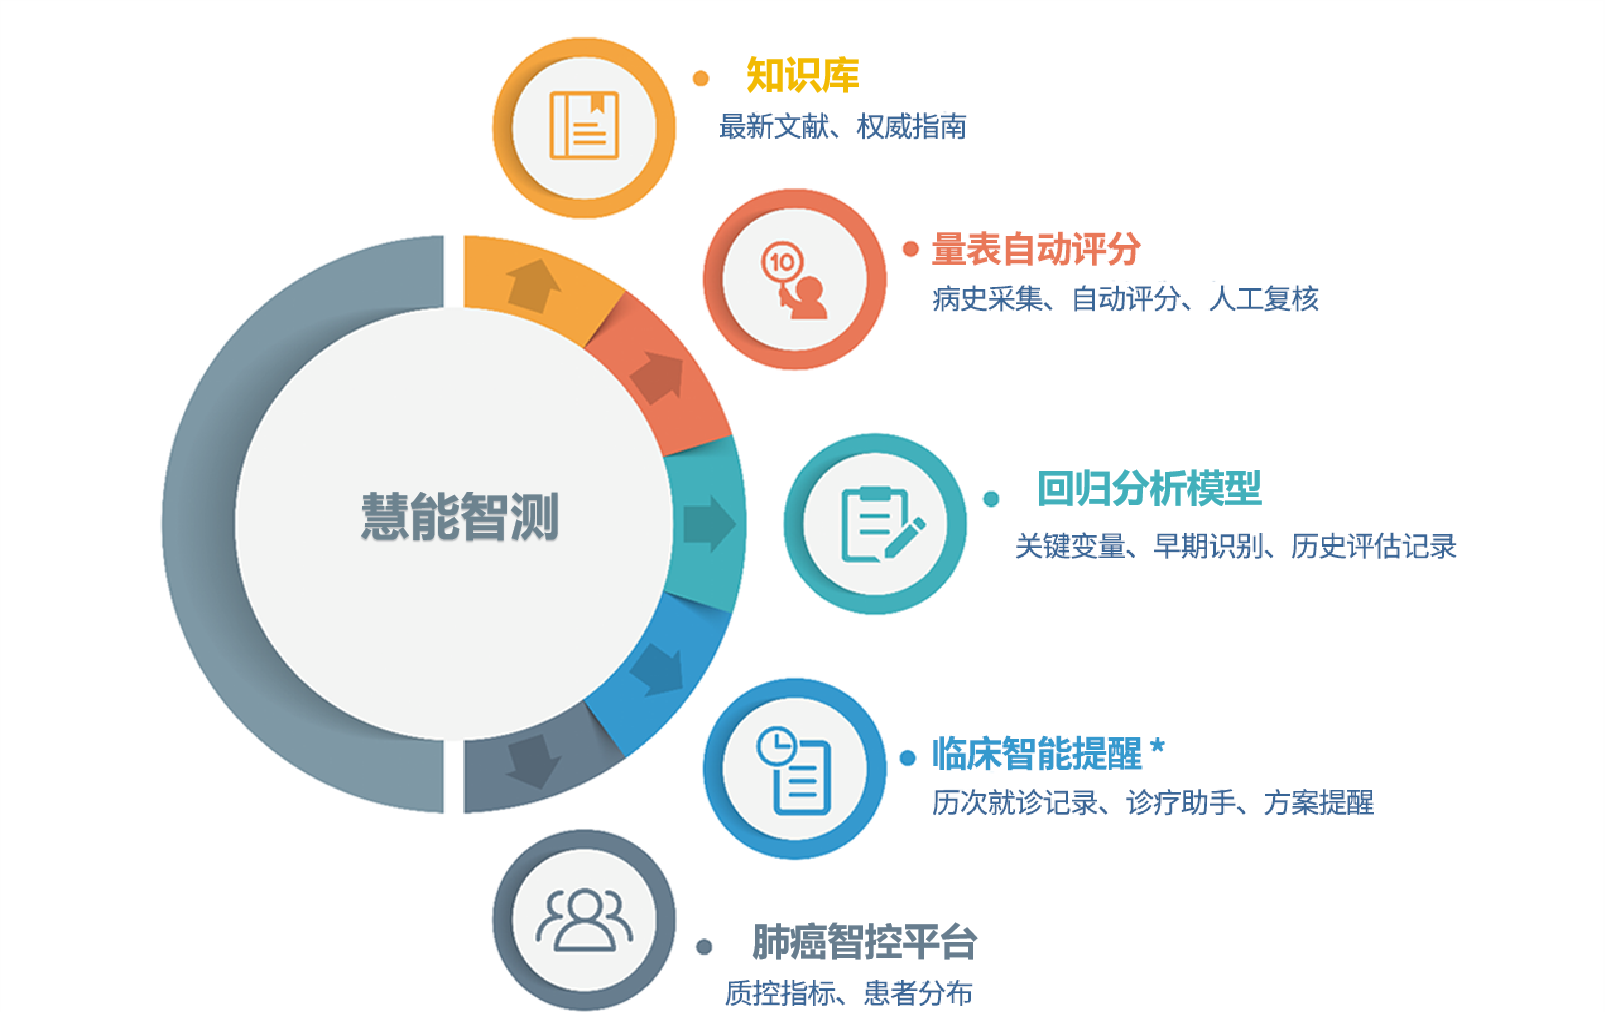 知识库
最新文献、权威指南
10
量表自动评分
病史采集、自动评分、人工复核
慧能智测
回归分析模型
关键变量、早期识别、历史评估记录
临床智能提醒*
历次就诊记录、诊疗助手、方案提醒
肺癌智控平台
质控指标、患者分布